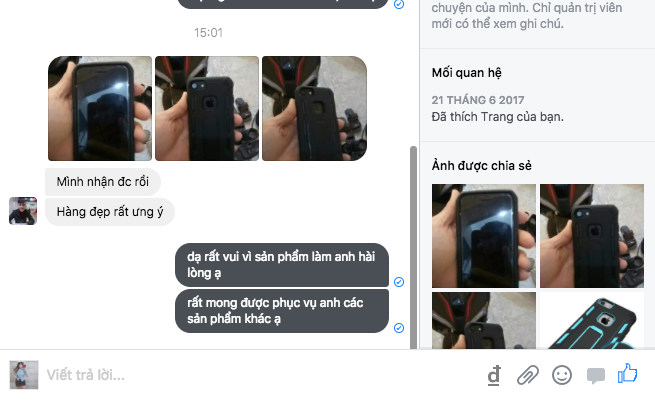 chuyện của mình. Chỉ quản trị viên
mới có thể xem ghi chú.
15:01
Mối quan hệ
21 THÁNG 6 2017
Đã thích Trang của bạn.
Ảnh được chia sẻ
Mình nhận đc rồi
Hàng đẹp rất ưng ý
dạ rất vui vì sản phẩm làm anh hài
lòng ạ
rất mong được phục vụ anh các
sản phẩm khác ạ
Viết trả lời...
đ